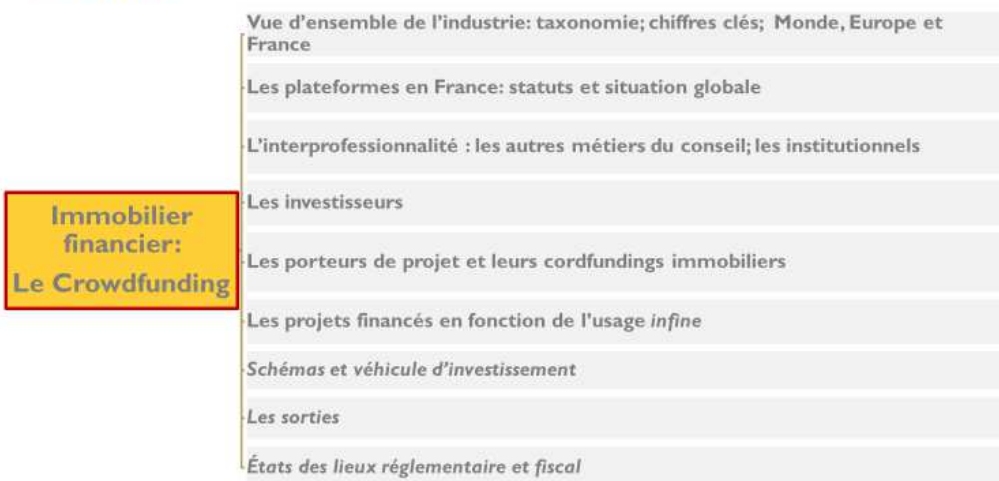 Vue d'ensemble de l'industrie: taxonomie; chiffres clés; Monde, Europe et
France
Les plateformes en France: statuts et situation globale
L'interprofessionnalité : les autres métiers du conseil; les institutionnels
Les investisseurs
Immobilier
financier:
Le Crowdfunding
Les porteurs de projet et leurs cordfundings immobiliers
Les projets financés en fonction de l'usage infine
Schémas et véhicule d'investissement
Les sorties
États des lieux réglementaire et fiscal